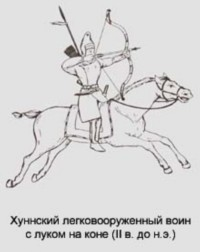 Хуннский легковооруженный воин
с луком на коне (II в. до н.э.)